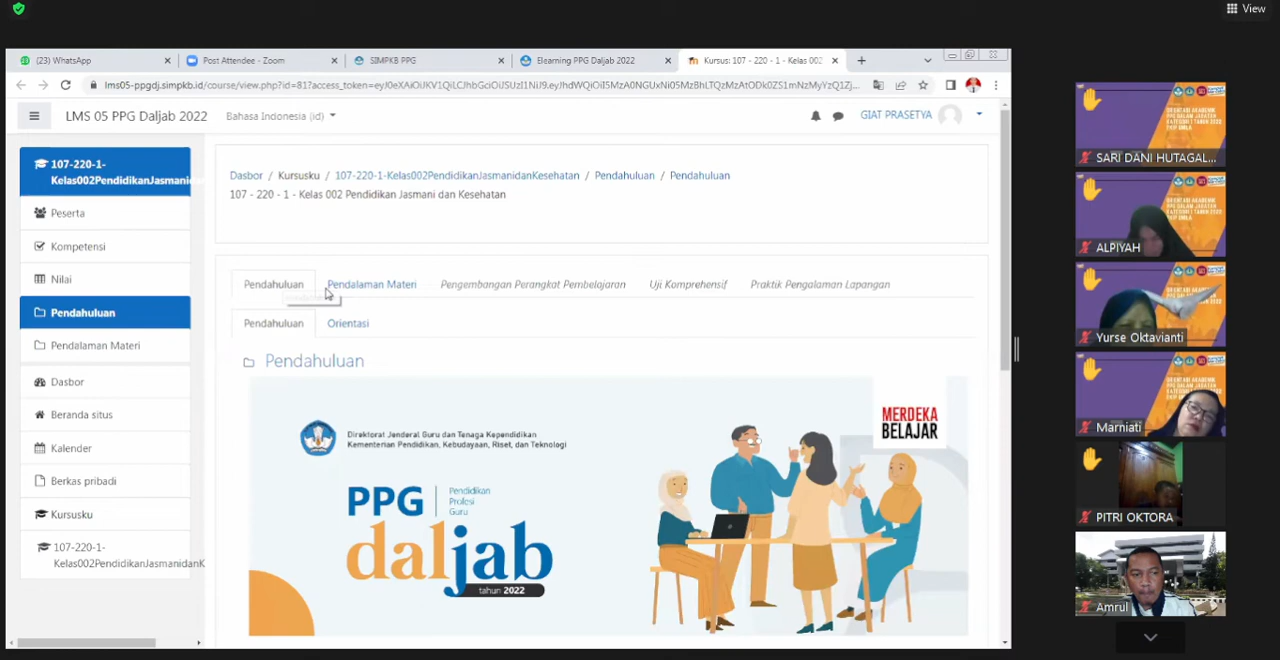 View
(23) WhatsApp
Post Attendee - Zoom
SIMPKB PPG
Elearning PPG Daljab 2022
Kursus: 107 - 220 - 1 - Kelas 002
LMS 05 PPG Daljab 2022
Bahasa Indonesia (id)
GIAT PRASETYA
107-220-1-
Kelas002PendidikanJasmanidan
Peserta
Kompetensi
Nilai
Pendahuluan
Pendalaman Materi
Dasbor
Beranda situs
Kalender
Berkas pribadi
Kursusku
107-220-1-
Kelas002PendidikanJasmanidanK
Dasbor / Kursusku / 107-220-1-Kelas002PendidikanJasmanidanKesehatan / Pendahuluan / Pendahuluan
107 - 220 - 1 - Kelas 002 Pendidikan Jasmani dan Kesehatan
Pendahuluan
Pendalaman Materi
Pengembangan Perangkat Pembelajaran
Uji Komprehensif
Praktik Pengalaman Lapangan
Pendahuluan
Orientasi
Pendahuluan
Direktorat Jenderal Guru dan Tenaga Kependidikan
Kementerian Pendidikan, Kebudayaan, Riset, dan Teknologi
MERDEKA
BELAJAR
PPG
Pendidikan
Profesi
Guru
daljab
tahun 2022
SARI DANI HUTAGAL...
ALPIYAH
Yurse Oktavianti
Marniati
PITRI OKTORA
Amrul